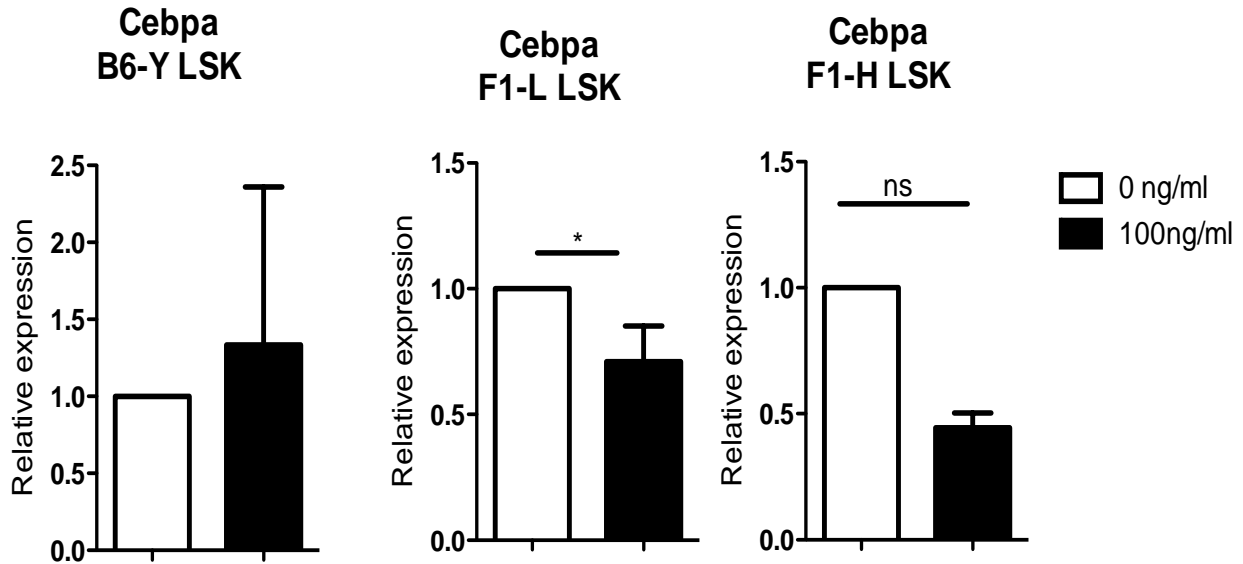 Cebpa
B6-Y LSK
Relative expression
2.5
2.0
1.5
1.0
0.5
0.0
Cebpa
F1-L LSK
Relative expression
1.5
1.0
0.5
0.0
*
Cebpa
F1-H LSK
Relative expression
1.5
1.0
0.5
0.0
ns
0 ng/ml
100ng/ml